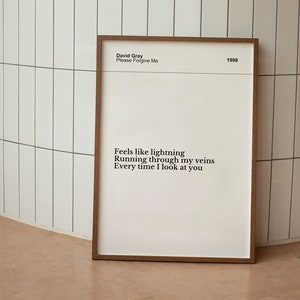 David Gray
Please Forgive Me
1998
Feels like lightning
Running through my veins
Every time I look at you